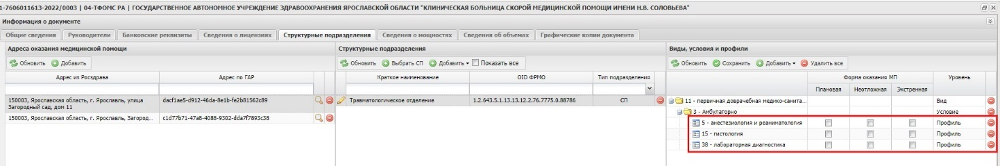 1-7606011613-2022/0003 | 04-ТФОМС РА | ГОСУДАРСТВЕННОЕ АВТОНОМНОЕ УЧРЕЖДЕНИЕ ЗДРАВООХРАНЕНИЯ ЯРОСЛАВСКОЙ ОБЛАСТИ "КЛИНИЧЕСКАЯ БОЛЬНИЦА СКОРОЙ МЕДИЦИНСКОЙ ПОМОЩИ ИМЕНИ Н.В. СОЛОВЬЕВА"
Информация о документе
Общие сведения Руководители Банковские реквизиты Сведения о лицензиях Структурные подразделения Сведения о мощностях Сведения об объемах Графические копии документа
Адреса оказания медицинской помощи
Обновить Добавить
Адрес из Росздрава Адрес по ГАР
150003, Ярославская область, г. Ярославль, улица
Загородный сад, дом 11
dacf1ae5-d912-46da-8e1b-fe2b81562c89
150003, Ярославская область, г. Ярославль, Загород... c1d77b71-47a8-4088-9302-dda7f7893c38
Структурные подразделения
Обновить Выбрать СП Добавить Показать все
Краткое наименование OID ФРМО Тип подразделения
Травматологическое отделение 1.2.643.5.1.13.13.12.2.76.7775.0.88786 СП
Виды, условия и профили
Обновить Сохранить Добавить Удалить все
Форма оказания МП Уровень
Плановая Неотложная Экстренная
11 - первичная доврачебная медико-санита... Вид
3 - Амбулаторно Условие
5 - анестезиология и реаниматология Профиль
15 - гистология Профиль
38 - лабораторная диагностика Профиль